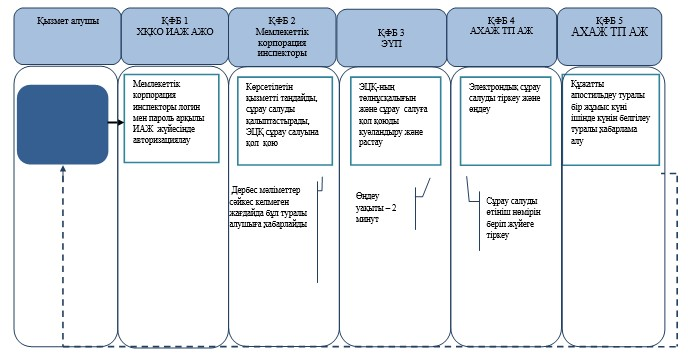 Қызмет алушы
ҚФБ 1
ХҚКО ИАЖ АЖО
ҚФБ 2
Мемлекеттік
корпорация
инспекторы
ҚФБ 3
ЭҮП
ҚФБ 4
АХАЖ ТП АЖ
ҚФБ 5
АХАЖ ТП АЖ
Мемлекеттік
корпорация
инспекторы логин
мен пароль арқылы
ИАЖ жүйесінде
авторизациялау
Көрсетілетін
қызметті таңдайды,
сұрау салуды
қалыптастырады,
ЭЦҚ сұрау салуына
қол қою
ЭЦҚ-ның
төлнұсқалығын
және сұрау салуға
қол қоюды
куәландыру және
растау
Электрондық сұрау
салуды тіркеу және
өңдеу
Құжатты
апостильдеу туралы
бір жұмыс күні
ішінде күнін белгілеу
туралы хабарлама
алу
Дербес мәліметтер
сәйкес келмеген
жағдайда бұл туралы
алушыға хабарлайды
Өңдеу
уақыты – 2
минут
Сұрау салуды
өтініш нөмірін
беріп жүйеге
тіркеу